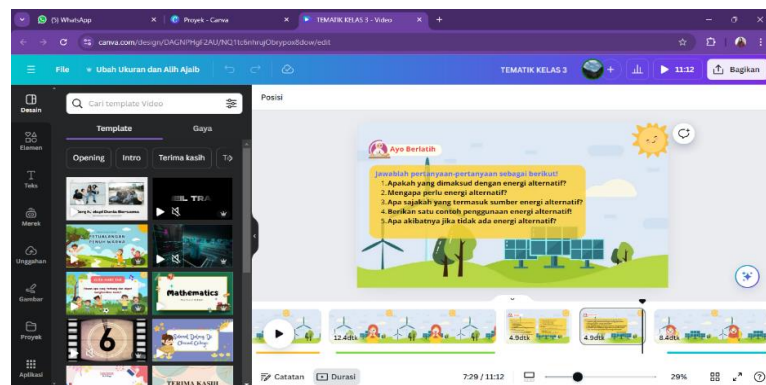 (5) WhatsApp
Proyek - Canva
TEMATIK KELAS 3 - Video
canva.com/design/DAGNPHgF2AU/NQ1tc6nhrujObrypox8dow/edit
File
Ubah Ukuran dan Alih Ajaib
TEMATIK KELAS 3
11:12
Bagikan
Desain
Elemen
Teks
Merek
Unggahan
Gambar
Proyek
Aplikasi
Cari template Video
Template
Gaya
Opening
Intro
Terima kasih
PETUALANGAN
PENUH WARNA
Mathematics
6
TERIMA KASIH
Posisi
Ayo Berlatih
Jawablah pertanyaan-pertanyaan sebagai berikut!
1.Apakah yang dimaksud dengan energi alternatif?
2.Mengapa perlu energi alternatif?
3.Apa sajakah yang termasuk sumber energi alternatif?
4.Berikan satu contoh penggunaan energi alternatif!
5.Apa akibatnya jika tidak ada energi alternatif?
12.4dtk
4.9dtk
4.9dtk
8.4dtk
Catatan
Durasi
7:29 / 11:12
29%